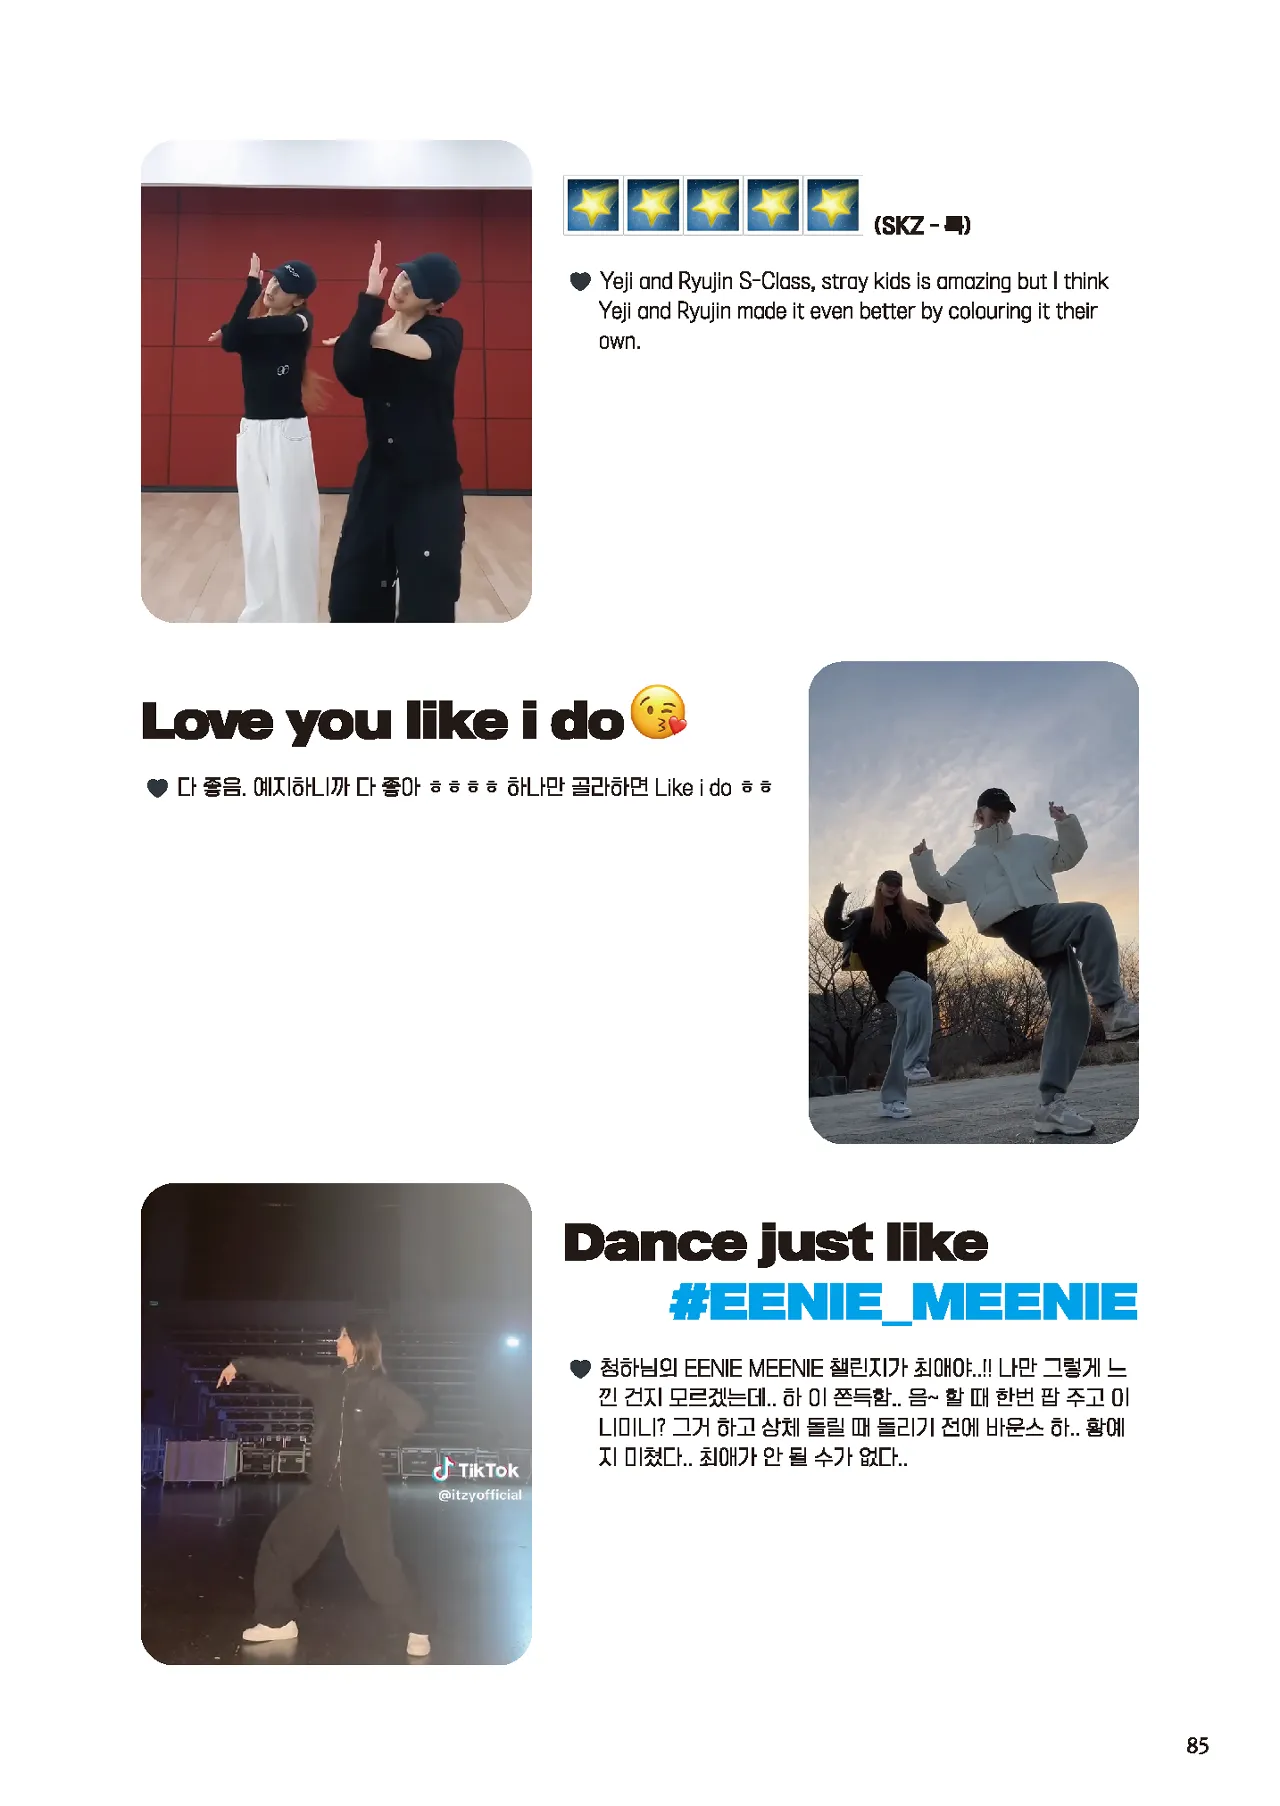 (SKZ - 특)
Yeji and Ryujin S-Class, stray kids is amazing but I think
Yeji and Ryujin made it even better by colouring it their
own.
Love you like i do😘
다 좋음. 예지하니까 다 좋아 ㅎㅎㅎㅎ 하나만 골라하면 Like i do ㅎㅎ
Dance just like
#EENIE_MEENIE
청하님의 EENIE MEENIE 챌린지가 최애야..!! 나만 그렇게 느
낀 건지 모르겠는데.. 하 이 쫀득함.. 음~ 할 때 한번 팝 주고 이
니미니? 그거 하고 상체 돌릴 때 돌리기 전에 바운스 하.. 황예
지 미쳤다.. 최애가 안 될 수가 없다..
TikTok
@itzyofficial
85